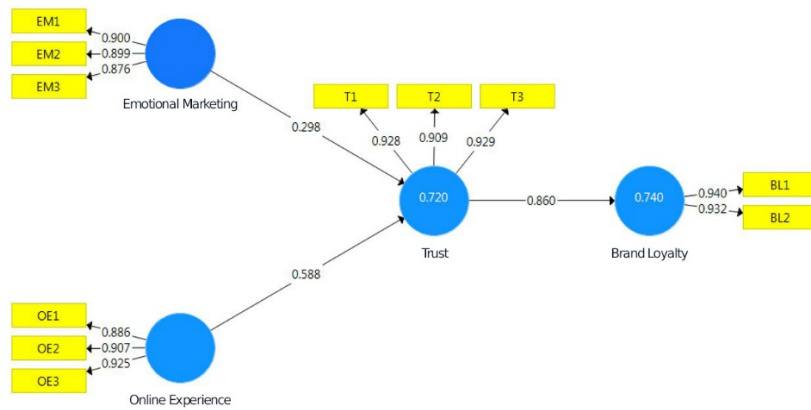 EM1
0.900
EM2
0.899
EM3
0.876
Emotional Marketing
0.298
T1
T2
T3
0.928
0.909
0.929
0.720
Trust
0.860
0.740
Brand Loyalty
0.940
BL1
0.932
BL2
0.588
OE1
0.886
OE2
0.907
OE3
0.925
Online Experience